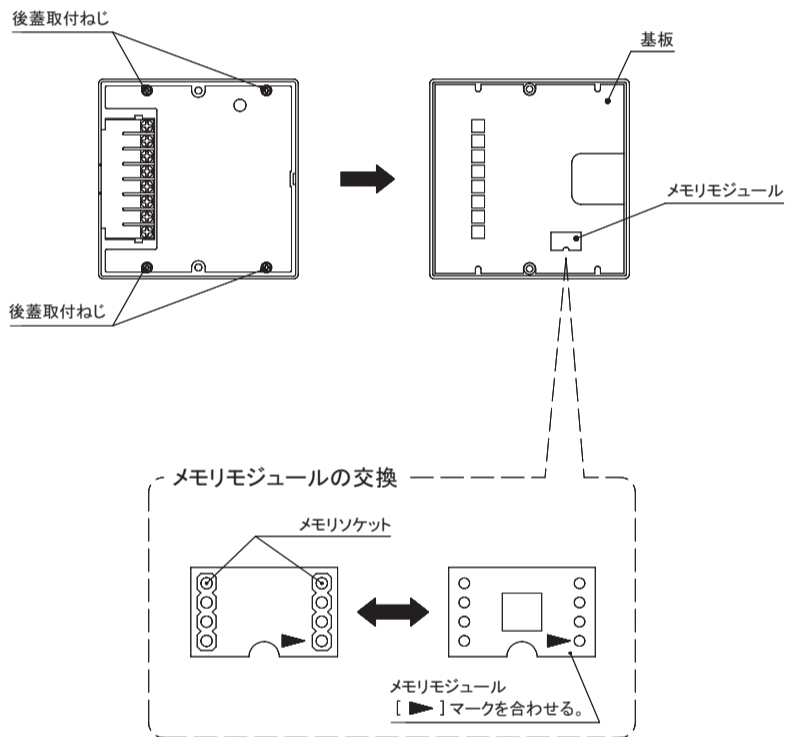 後蓋取付ねじ
基板
メモリモジュール
後蓋取付ねじ
メモリモジュールの交換
メモリソケット
メモリモジュール
[ ▶ ]マークを合わせる。